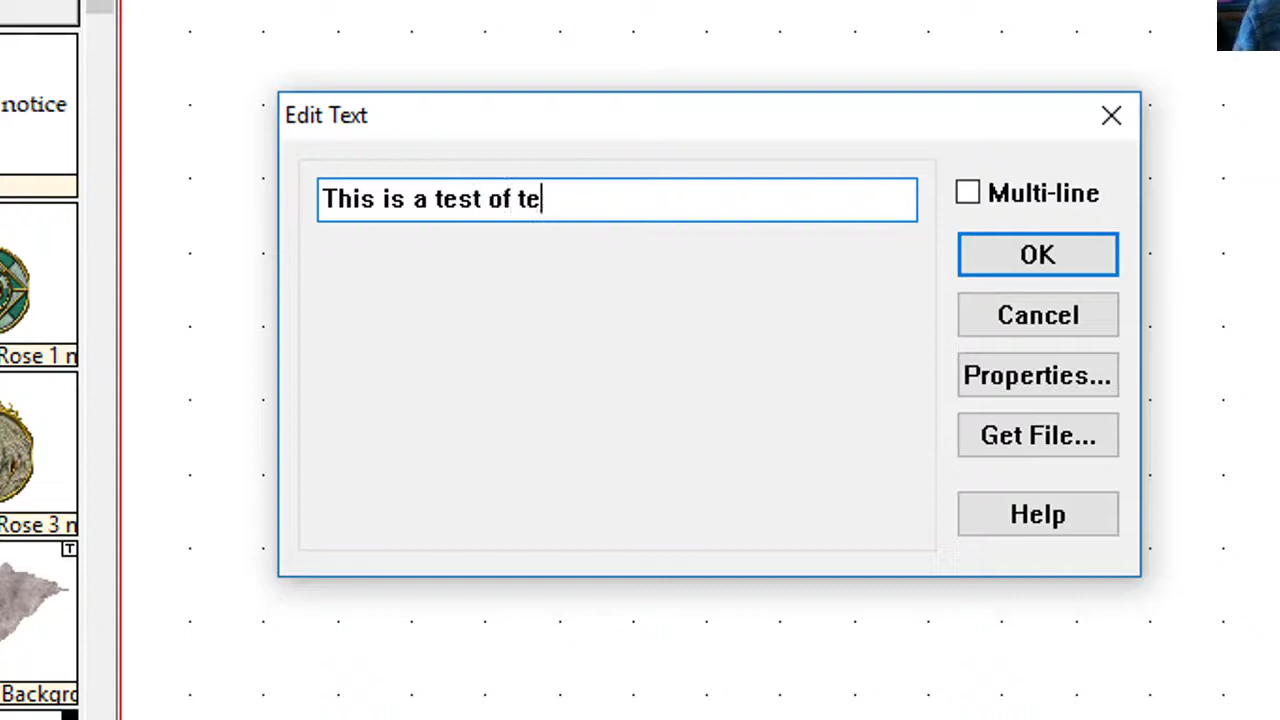 notice
Edit Text
This is a test of te
Multi-line
OK
Cancel
Properties...
Get File...
Help
Rose 1 n
Rose 3 n
T
Backgro